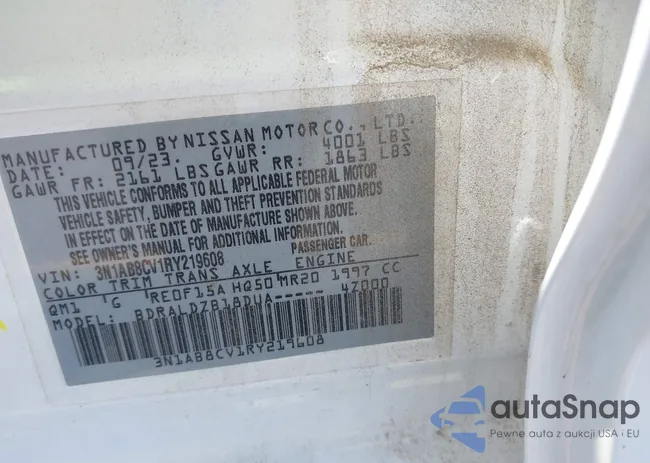 MANUFACTURED BY NISSAN MOTOR CO., LTD.
DATE: 09/23. GVWR: 4001 LBS
GAWR FR: 2161 LBS GAWR RR: 1863 LBS
THIS VEHICLE CONFORMS TO ALL APPLICABLE FEDERAL MOTOR
VEHICLE SAFETY, BUMPER AND THEFT PREVENTION STANDARDS
IN EFFECT ON THE DATE OF MANUFACTURE SHOWN ABOVE.
SEE OWNER'S MANUAL FOR ADDITIONAL INFORMATION.
VIN: 3N1AB8CV1RY219608 PASSENGER CAR.
COLOR TRIM TRANS AXLE ENGINE
QM1 G RE0F15A HQ50 MR20 1997 CC
MODEL: BDRALDZB18DUA----- 4Z000
3N1AB8CV1RY219608
autaSnap
Pewne auta z aukcji USA i EU